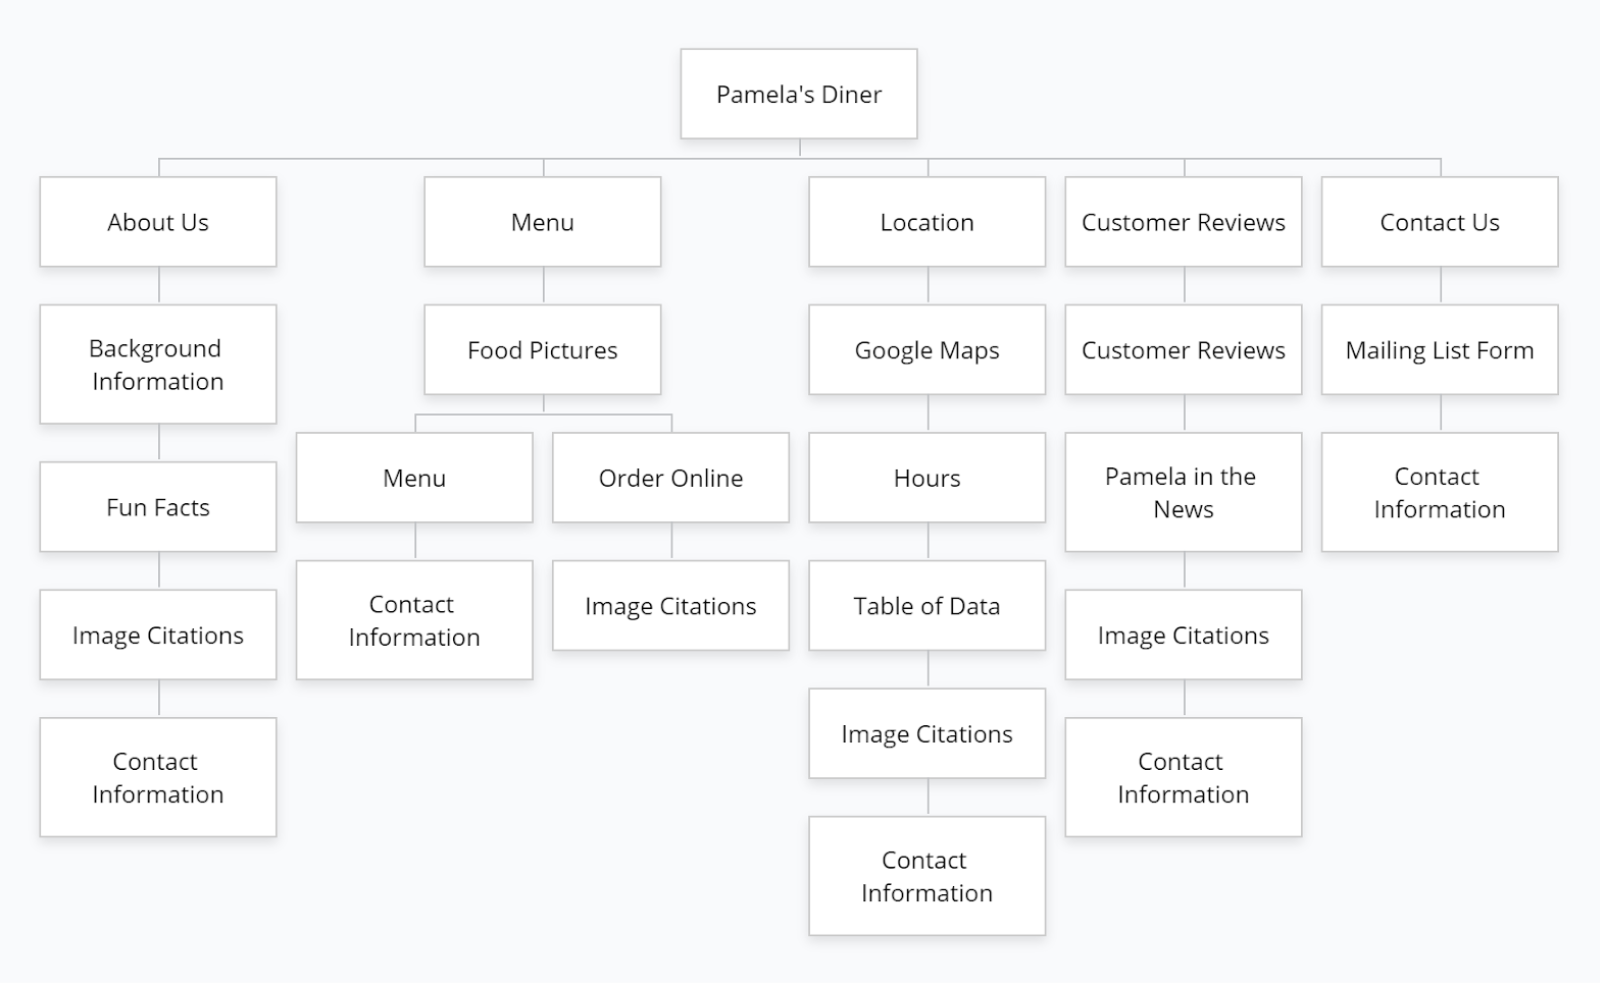 Pamela's Diner
About Us
Menu
Location
Customer Reviews
Contact Us
Background
Information
Food Pictures
Google Maps
Customer Reviews
Mailing List Form
Fun Facts
Menu
Order Online
Hours
Pamela in the
News
Contact
Information
Image Citations
Contact
Information
Image Citations
Table of Data
Image Citations
Contact
Information
Image Citations
Contact
Information
Contact
Information